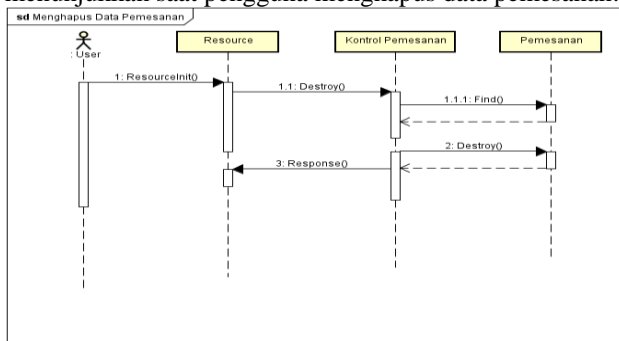 menunjukkan saat pengguna menghapus data pemesanan.
sd Menghapus Data Pemesanan
: User
Resource
Kontrol Pemesanan
Pemesanan
1: ResourceInit()
1.1: Destroy()
1.1.1: Find()
2: Destroy()
3: Response()